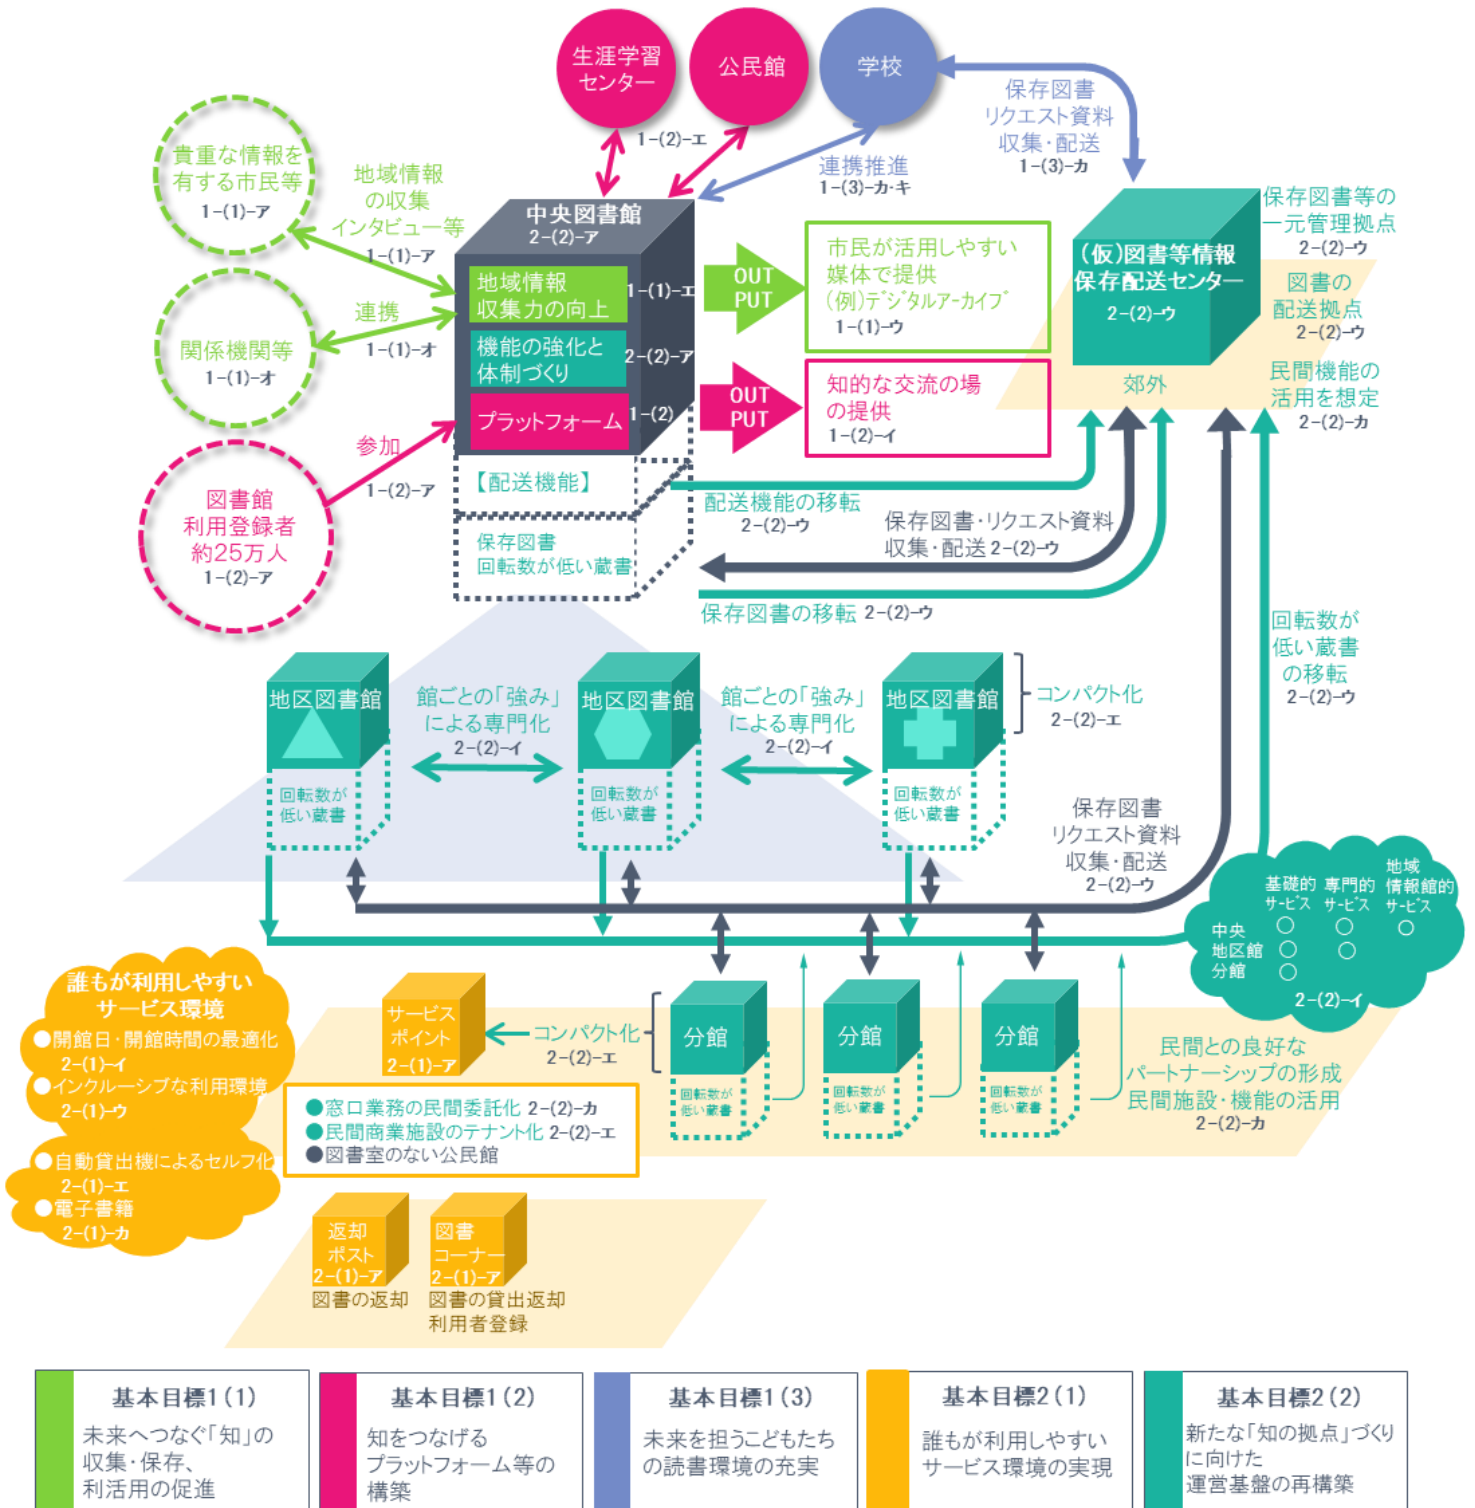 生涯学習
センター
公民館
学校
保存図書
リクエスト資料
収集・配送
1-(3)-カ
1-(2)-エ
連携推進
1-(3)-カ・キ
貴重な情報を
有する市民等
1-(1)-ア
地域情報
の収集
インタビュー等
1-(1)-ア
連携
1-(1)-オ
関係機関等
1-(1)-オ
参加
1-(2)-ア
図書館
利用登録者
約25万人
1-(2)-ア
中央図書館
2-(2)-ア
地域情報
収集力の向上
1-(1)-エ
機能の強化と
体制づくり
2-(2)-ア
プラットフォーム
1-(2)
【配送機能】
保存図書
回転数が低い蔵書
OUT
PUT
市民が活用しやすい
媒体で提供
(例)デジタルアーカイブ
1-(1)-ウ
OUT
PUT
知的な交流の場
の提供
1-(2)-イ
(仮)図書等情報
保存配送センター
2-(2)-ウ
郊外
保存図書等の
一元管理拠点
2-(2)-ウ
図書の
配送拠点
2-(2)-ウ
民間機能の
活用を想定
2-(2)-カ
配送機能の移転
2-(2)-ウ
保存図書・リクエスト資料
収集・配送 2-(2)-ウ
保存図書の移転 2-(2)-ウ
回転数が
低い蔵書
の移転
2-(2)-ウ
地区図書館
回転数が
低い蔵書
館ごとの「強み」
による専門化
2-(2)-イ
地区図書館
回転数が
低い蔵書
館ごとの「強み」
による専門化
2-(2)-イ
地区図書館
回転数が
低い蔵書
コンパクト化
2-(2)-エ
保存図書
リクエスト資料
収集・配送
2-(2)-ウ
基礎的
サービス
専門的
サービス
地域
情報館的
サービス
中央 ○ ○ ○
地区館 ○ ○
分館 ○
2-(2)-イ
誰もが利用しやすい
サービス環境
●開館日・開館時間の最適化
2-(1)-イ
●インクルーシブな利用環境
2-(1)-ウ
●自動貸出機によるセルフ化
2-(1)-エ
●電子書籍
2-(1)-カ
サービス
ポイント
2-(1)-ア
コンパクト化
2-(2)-エ
分館
回転数が
低い蔵書
分館
回転数が
低い蔵書
分館
回転数が
低い蔵書
民間との良好な
パートナーシップの形成
民間施設・機能の活用
2-(2)-カ
●窓口業務の民間委託化 2-(2)-カ
●民間商業施設のテナント化 2-(2)-エ
●図書室のない公民館
返却
ポスト
2-(1)-ア
図書の返却
図書
コーナー
2-(1)-ア
図書の貸出返却
利用者登録
基本目標1(1)
未来へつなぐ「知」の
収集・保存、
利活用の促進
基本目標1(2)
知をつなげる
プラットフォーム等の
構築
基本目標1(3)
未来を担うこどもたち
の読書環境の充実
基本目標2(1)
誰もが利用しやすい
サービス環境の実現
基本目標2(2)
新たな「知の拠点」づくり
に向けた
運営基盤の再構築